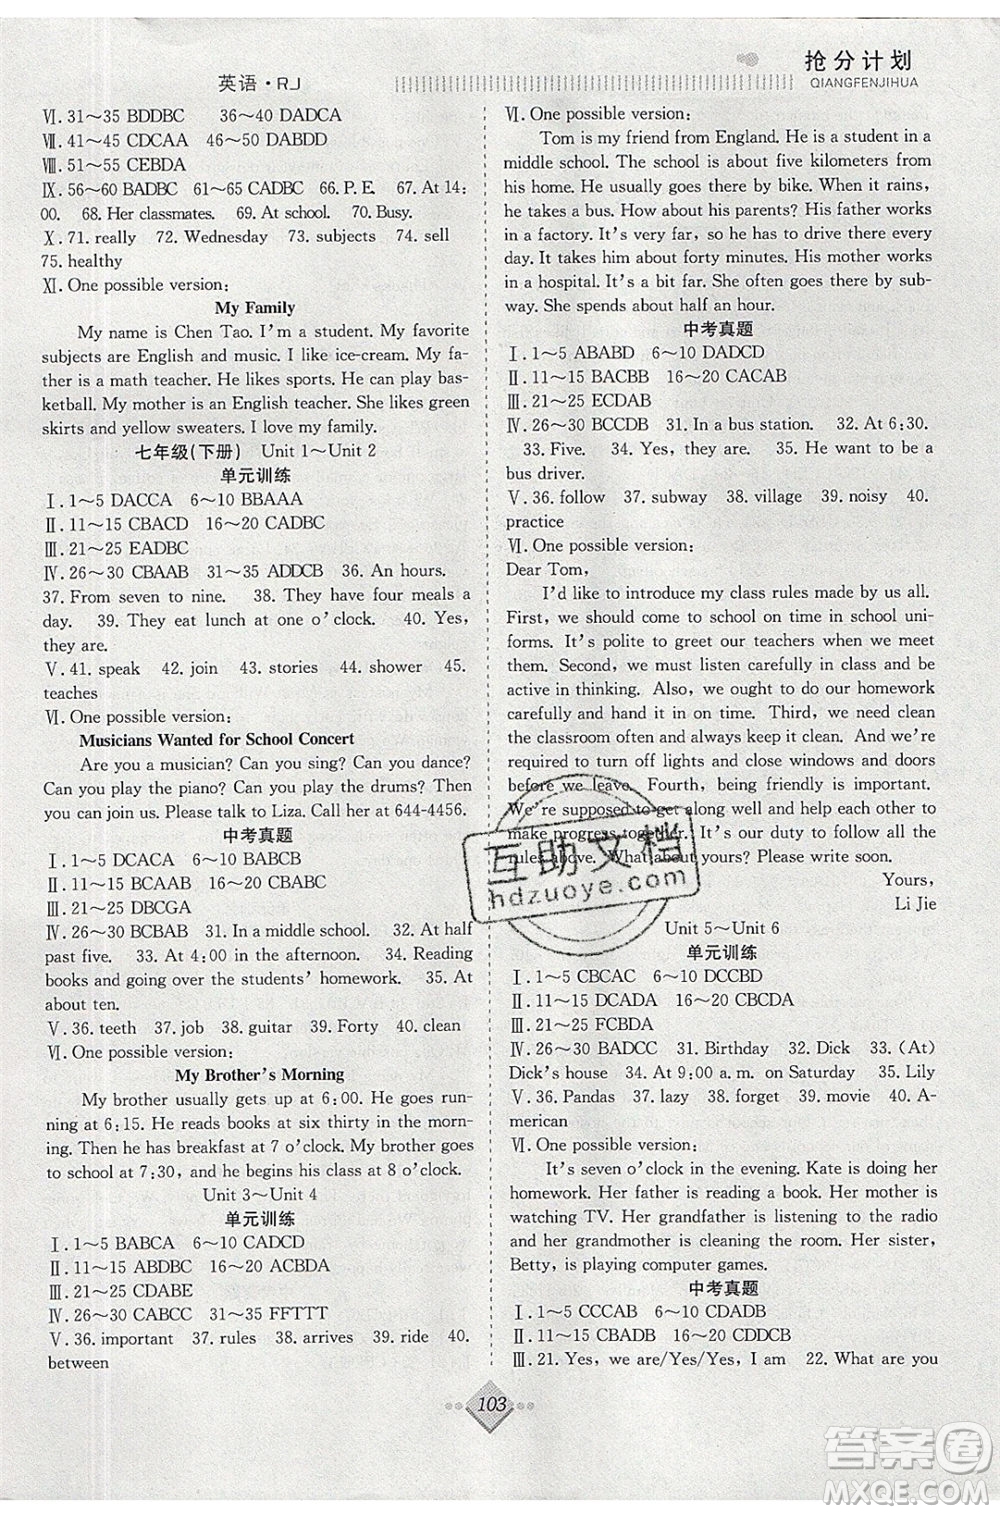 英语·RJ
抢分计划
QIANGFENJIHUA
Ⅵ. 31～35 BDDBC 36～40 DADCA
Ⅶ. 41～45 CDCAA 46～50 DABDD
Ⅷ. 51～55 CEBDA
Ⅸ. 56～60 BADBC 61～65 CADBC 66. P. E. 67. At 14:
00. 68. Her classmates. 69. At school. 70. Busy.
Ⅹ. 71. really 72. Wednesday 73. subjects 74. sell
75. healthy
Ⅺ. One possible version:
My Family
My name is Chen Tao. I'm a student. My favorite
subjects are English and music. I like ice-cream. My fa-
ther is a math teacher. He likes sports. He can play bas-
ketball. My mother is an English teacher. She likes green
skirts and yellow sweaters. I love my family.
七年级(下册) Unit 1～Unit 2
单元训练
Ⅰ. 1～5 DACCA 6～10 BBAAA
Ⅱ. 11～15 CBACD 16～20 CADBC
Ⅲ. 21～25 EADBC
Ⅳ. 26～30 CBAAB 31～35 ADDCB 36. An hours.
37. From seven to nine. 38. They have four meals a
day. 39. They eat lunch at one o'clock. 40. Yes,
they are.
Ⅴ. 41. speak 42. join 43. stories 44. shower 45.
teaches
Ⅵ. One possible version:
Musicians Wanted for School Concert
Are you a musician? Can you sing? Can you dance?
Can you play the piano? Can you play the drums? Then
you can join us. Please talk to Liza. Call her at 644-4456.
中考真题
Ⅰ. 1～5 DCACA 6～10 BABCB
Ⅱ. 11～15 BCAAB 16～20 CBABC
Ⅲ. 21～25 DBCGA
Ⅳ. 26～30 BCBAB 31. In a middle school. 32. At half
past five. 33. At 4:00 in the afternoon. 34. Reading
books and going over the students' homework. 35. At
about ten.
Ⅴ. 36. teeth 37. job 38. guitar 39. Forty 40. clean
Ⅵ. One possible version:
My Brother's Morning
My brother usually gets up at 6:00. He goes run-
ning at 6:15. He reads books at six thirty in the morn-
ing. Then he has breakfast at 7 o'clock. My brother goes
to school at 7:30, and he begins his class at 8 o'clock.
Unit 3～Unit 4
单元训练
Ⅰ. 1～5 BABCA 6～10 CADCD
Ⅱ. 11～15 ABDBC 16～20 ACBDA
Ⅲ. 21～25 CDABE
Ⅳ. 26～30 CABCC 31～35 FFTTT
Ⅴ. 36. important 37. rules 38. arrives 39. ride 40.
between
Ⅵ. One possible version:
Tom is my friend from England. He is a student in a
middle school. The school is about five kilometers from
his home. He usually goes there by bike. When it rains,
he takes a bus. How about his parents? His father works
in a factory. It's very far, so he has to drive there every
day. It takes him about forty minutes. His mother works
in a hospital. It's a bit far. She often goes there by sub-
way. She spends about half an hour.
中考真题
Ⅰ. 1～5 ABABD 6～10 DADCD
Ⅱ. 11～15 BACBB 16～20 CACAB
Ⅲ. 21～25 ECDAB
Ⅳ. 26～30 BCCDB 31. In a bus station. 32. At 6:30.
33. Five. 34. Yes, they are. 35. He want to be a
bus driver.
Ⅴ. 36. follow 37. subway 38. village 39. noisy 40.
practice
Ⅵ. One possible version:
Dear Tom,
I'd like to introduce my class rules made by us all.
First, we should come to school on time in school uni-
forms. It's polite to greet our teachers when we meet
them. Second, we must listen carefully in class and be
active in thinking. Also, we ought to do our homework
carefully and hand it in on time. Third, we need clean
the classroom often and always make it tidy. We're also
required to turn off lights and close windows and doors
before we leave. Fourth, being friendly is important.
We're supposed to get along well and help each other to
make progress together. It's our duty to follow all the
rules above. What about yours? Please write soon.
Yours,
Li Jie
Unit 5～Unit 6
单元训练
Ⅰ. 1～5 CBCAC 6～10 DCCBD
Ⅱ. 11～15 DCADA 16～20 CBCDA
Ⅲ. 21～25 FCBDA
Ⅳ. 26～30 BADCC 31. Birthday 32. Dick 33. (At)
Dick's house 34. At 9:00 a.m. on Saturday 35. Lily
Ⅴ. 36. Pandas 37. lazy 38. forget 39. movie 40. A-
merican
Ⅵ. One possible version:
It's seven o'clock in the evening. Kate is doing her
homework. Her father is reading a book. Her mother is
watching TV. Her grandfather is listening to the radio
and her grandmother is cleaning the room. Her sister,
Betty, is playing computer games.
中考真题
Ⅰ. 1～5 CCCAB 6～10 CDADB
Ⅱ. 11～15 CBADB 16～20 CDDCB
Ⅲ. 21. Yes, we are/Yes/Yes, I am 22. What are you
103
互助文档
hdzuoye.com
答案圈
MXQE.COM